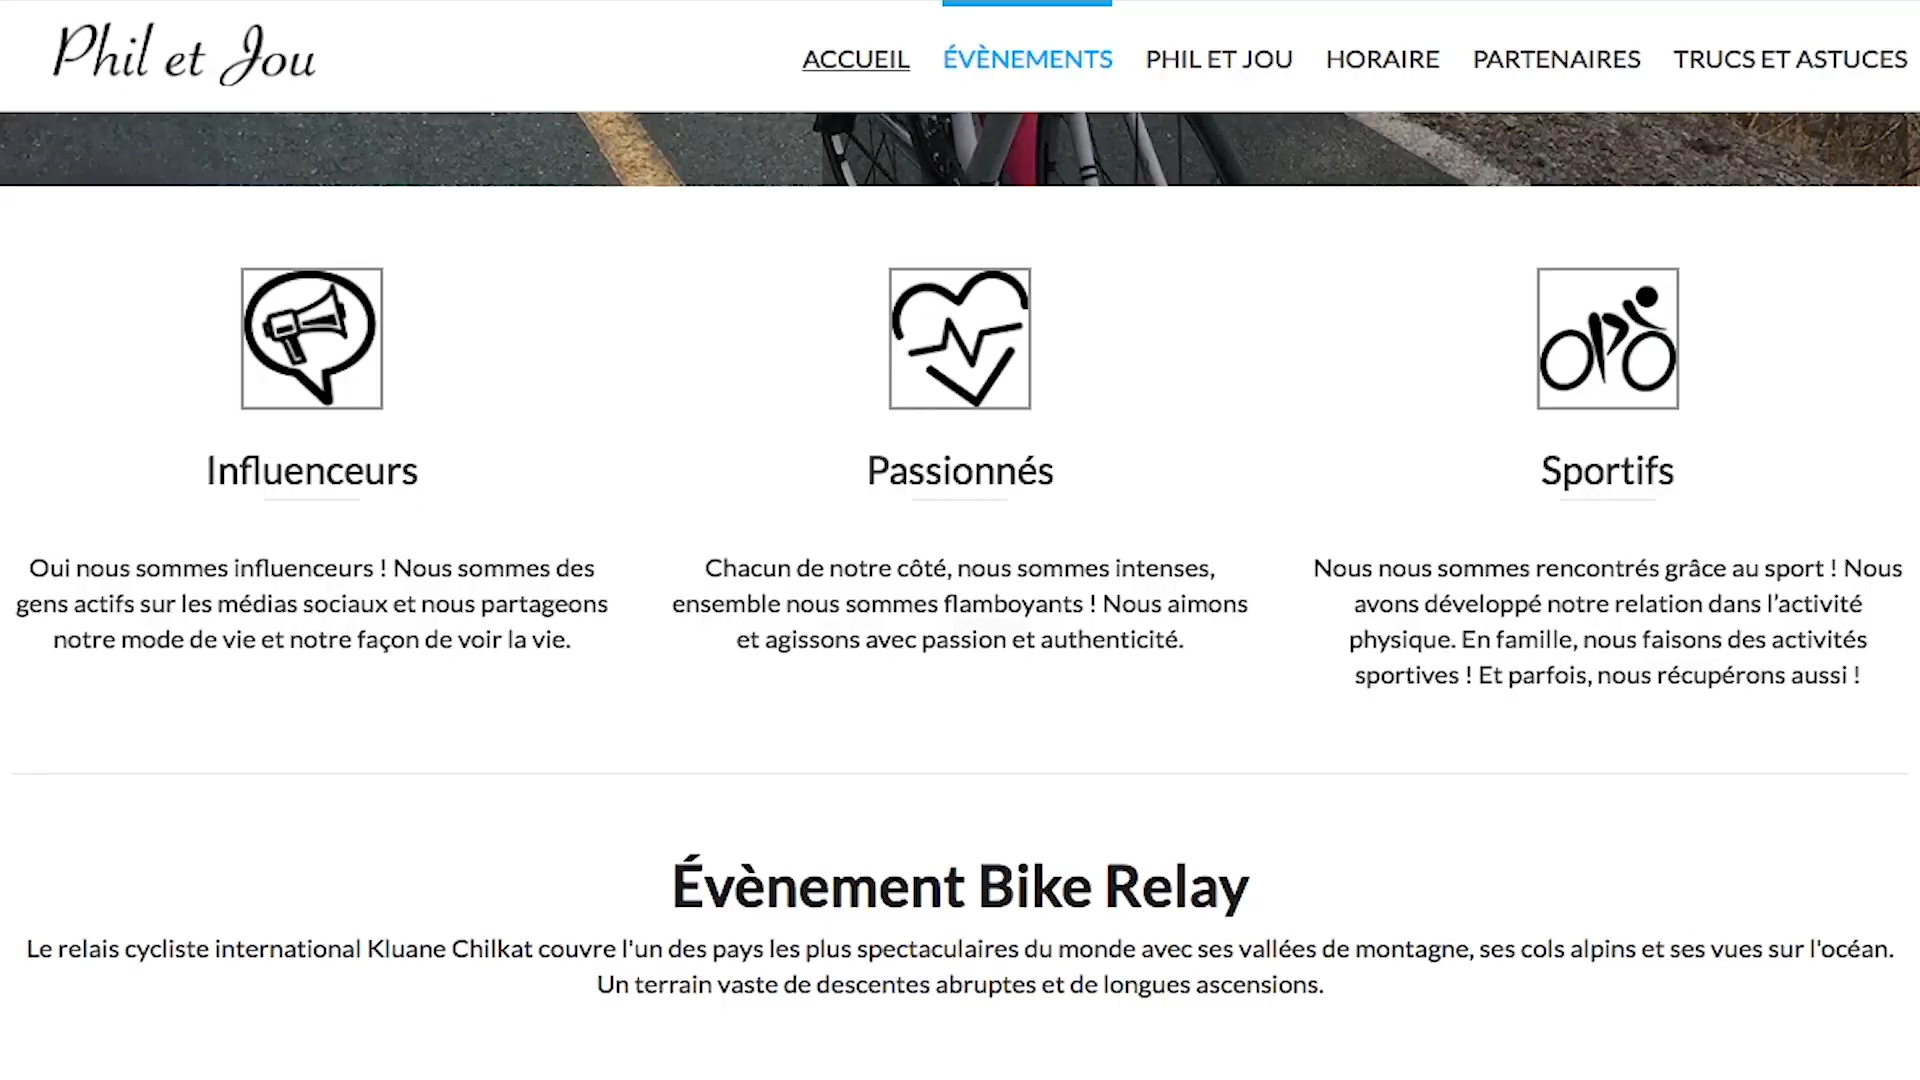 Phil et Jou
ACCUEIL ÉVÈNEMENTS PHIL ET JOU HORAIRE PARTENAIRES TRUCS ET ASTUCES
Influenceurs
Oui nous sommes influenceurs ! Nous sommes des
gens actifs sur les médias sociaux et nous partageons
notre mode de vie et notre façon de voir la vie.
Passionnés
Chacun de notre côté, nous sommes intenses,
ensemble nous sommes flamboyants ! Nous aimons
et agissons avec passion et authenticité.
Sportifs
Nous nous sommes rencontrés grâce au sport ! Nous
avons développé notre relation dans l’activité
physique. En famille, nous faisons des activités
sportives ! Et parfois, nous récupérons aussi !
Évènement Bike Relay
Le relais cycliste international Kluane Chilkat couvre l'un des pays les plus spectaculaires du monde avec ses vallées de montagne, ses cols alpins et ses vues sur l'océan.
Un terrain vaste de descentes abruptes et de longues ascensions.